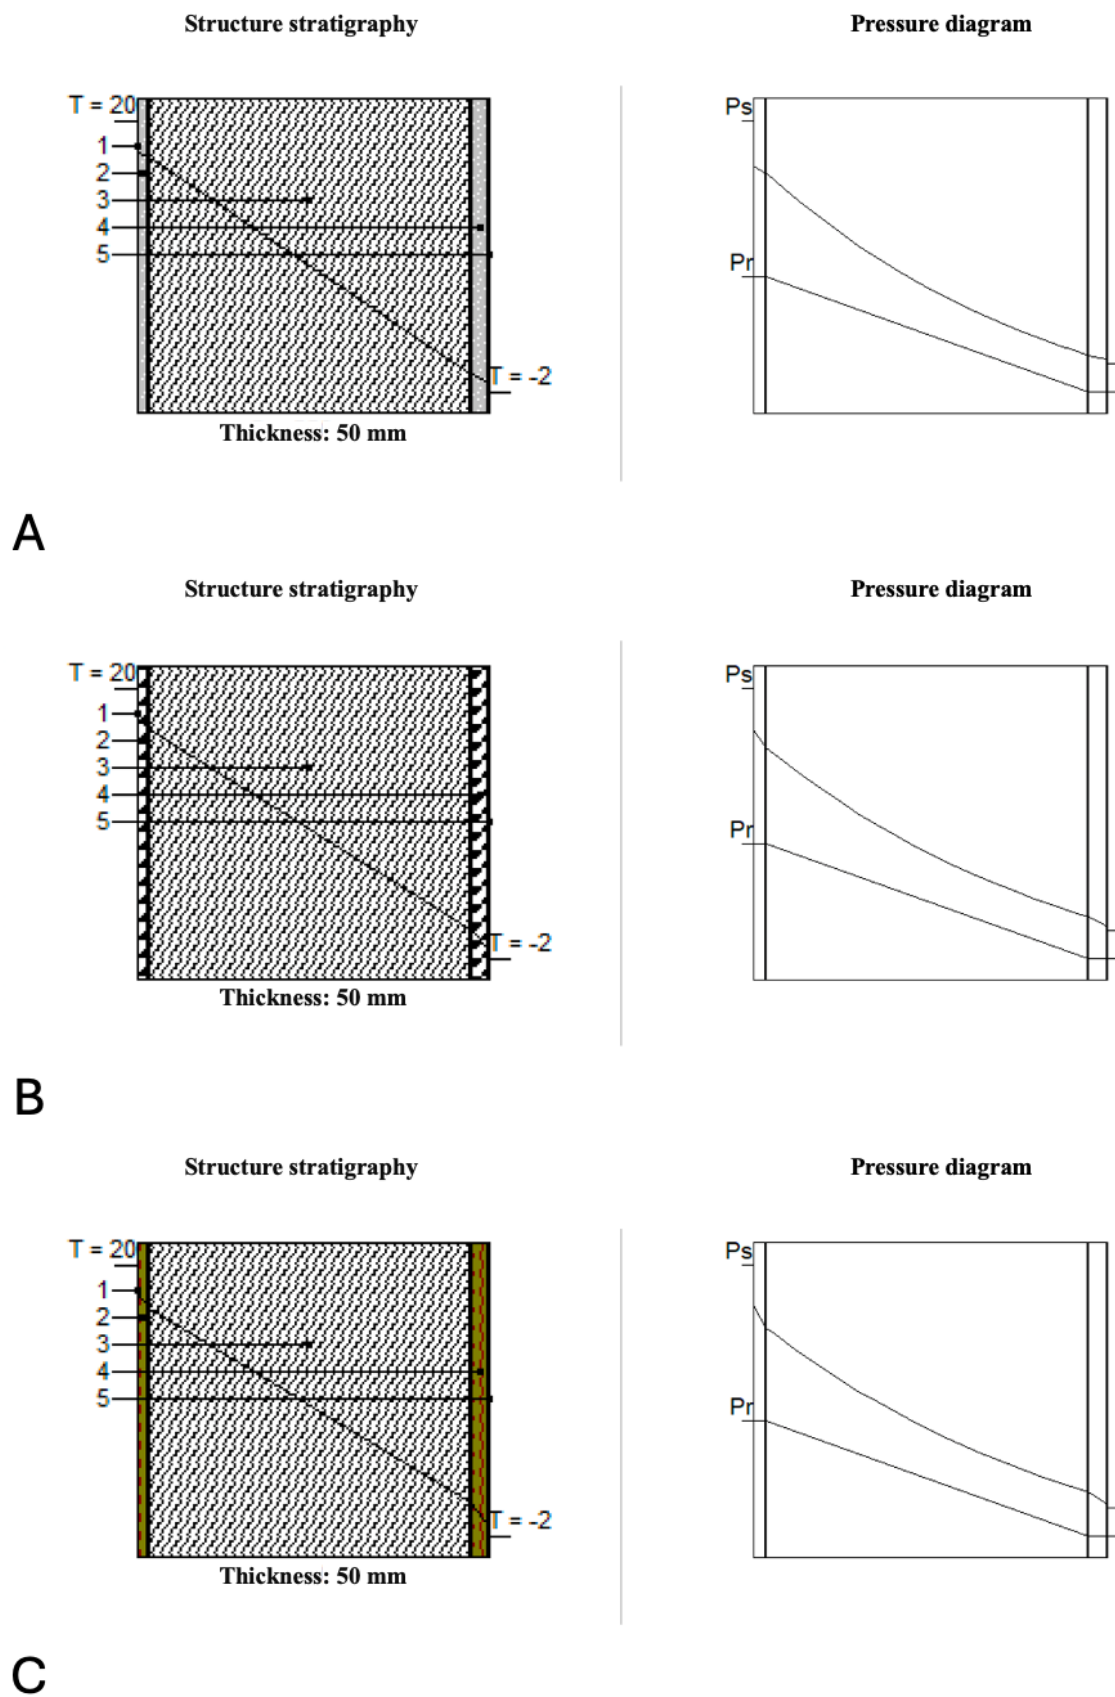 Structure stratigraphy Pressure diagram
T = 20 Ps
1
2
3
4
5
Pr
T = -2
Thickness: 50 mm
A
Structure stratigraphy Pressure diagram
T = 20 Ps
1
2
3
4
5
Pr
T = -2
Thickness: 50 mm
B
Structure stratigraphy Pressure diagram
T = 20 Ps
1
2
3
4
5
Pr
T = -2
Thickness: 50 mm
C